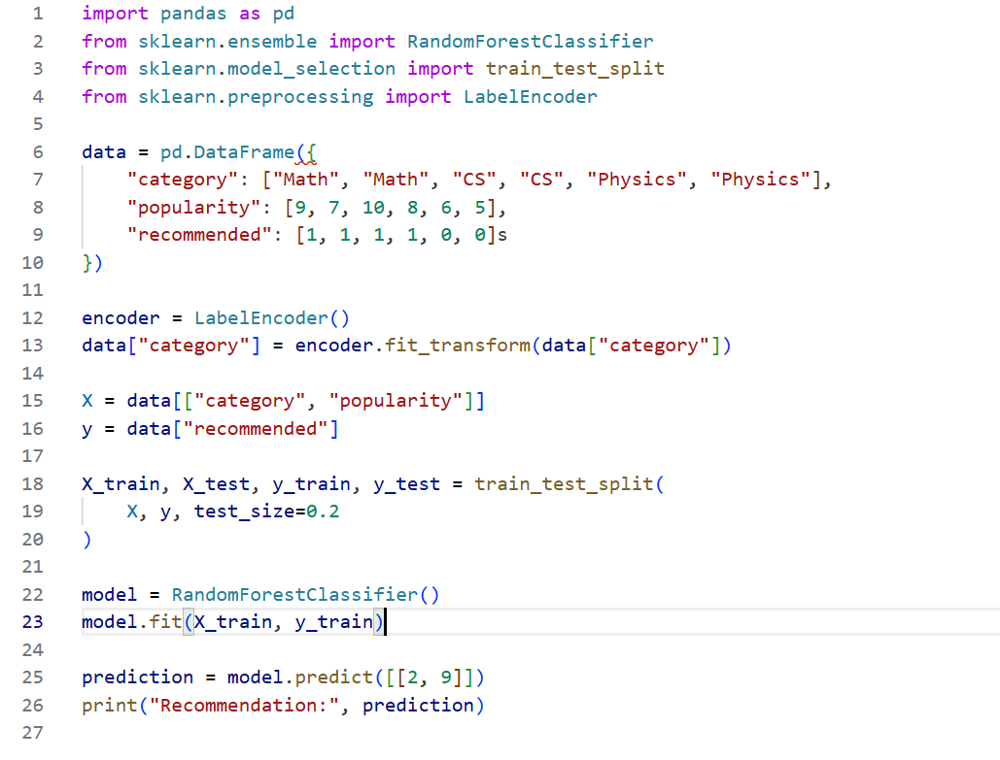 1 import pandas as pd
2 from sklearn.ensemble import RandomForestClassifier
3 from sklearn.model_selection import train_test_split
4 from sklearn.preprocessing import LabelEncoder
5
6 data = pd.DataFrame({
7     "category": ["Math", "Math", "CS", "CS", "Physics", "Physics"],
8     "popularity": [9, 7, 10, 8, 6, 5],
9     "recommended": [1, 1, 1, 1, 0, 0]s
10 })
11
12 encoder = LabelEncoder()
13 data["category"] = encoder.fit_transform(data["category"])
14
15 X = data[["category", "popularity"]]
16 y = data["recommended"]
17
18 X_train, X_test, y_train, y_test = train_test_split(
19     X, y, test_size=0.2
20 )
21
22 model = RandomForestClassifier()
23 model.fit(X_train, y_train)
24
25 prediction = model.predict([[2, 9]])
26 print("Recommendation:", prediction)
27